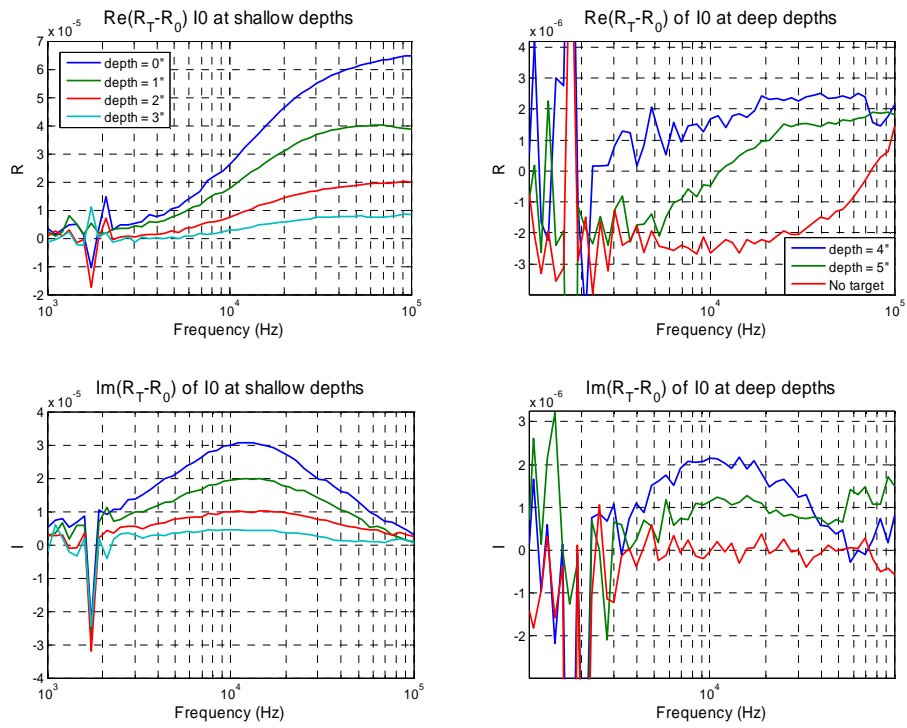 Re(R_T-R_0) I0 at shallow depths
x 10^-5
7
6
5
4
3
2
1
0
-1
-2
R
depth = 0"
depth = 1"
depth = 2"
depth = 3"
10^3
10^4
10^5
Frequency (Hz)
Re(R_T-R_0) of I0 at deep depths
x 10^-6
4
3
2
1
0
-1
-2
-3
R
depth = 4"
depth = 5"
No target
10^4
10^5
Frequency (Hz)
Im(R_T-R_0) of I0 at shallow depths
x 10^-5
4
3
2
1
0
-1
-2
-3
-4
I
10^3
10^4
10^5
Frequency (Hz)
Im(R_T-R_0) of I0 at deep depths
x 10^-6
3
2
1
0
-1
-2
I
10^4
Frequency (Hz)